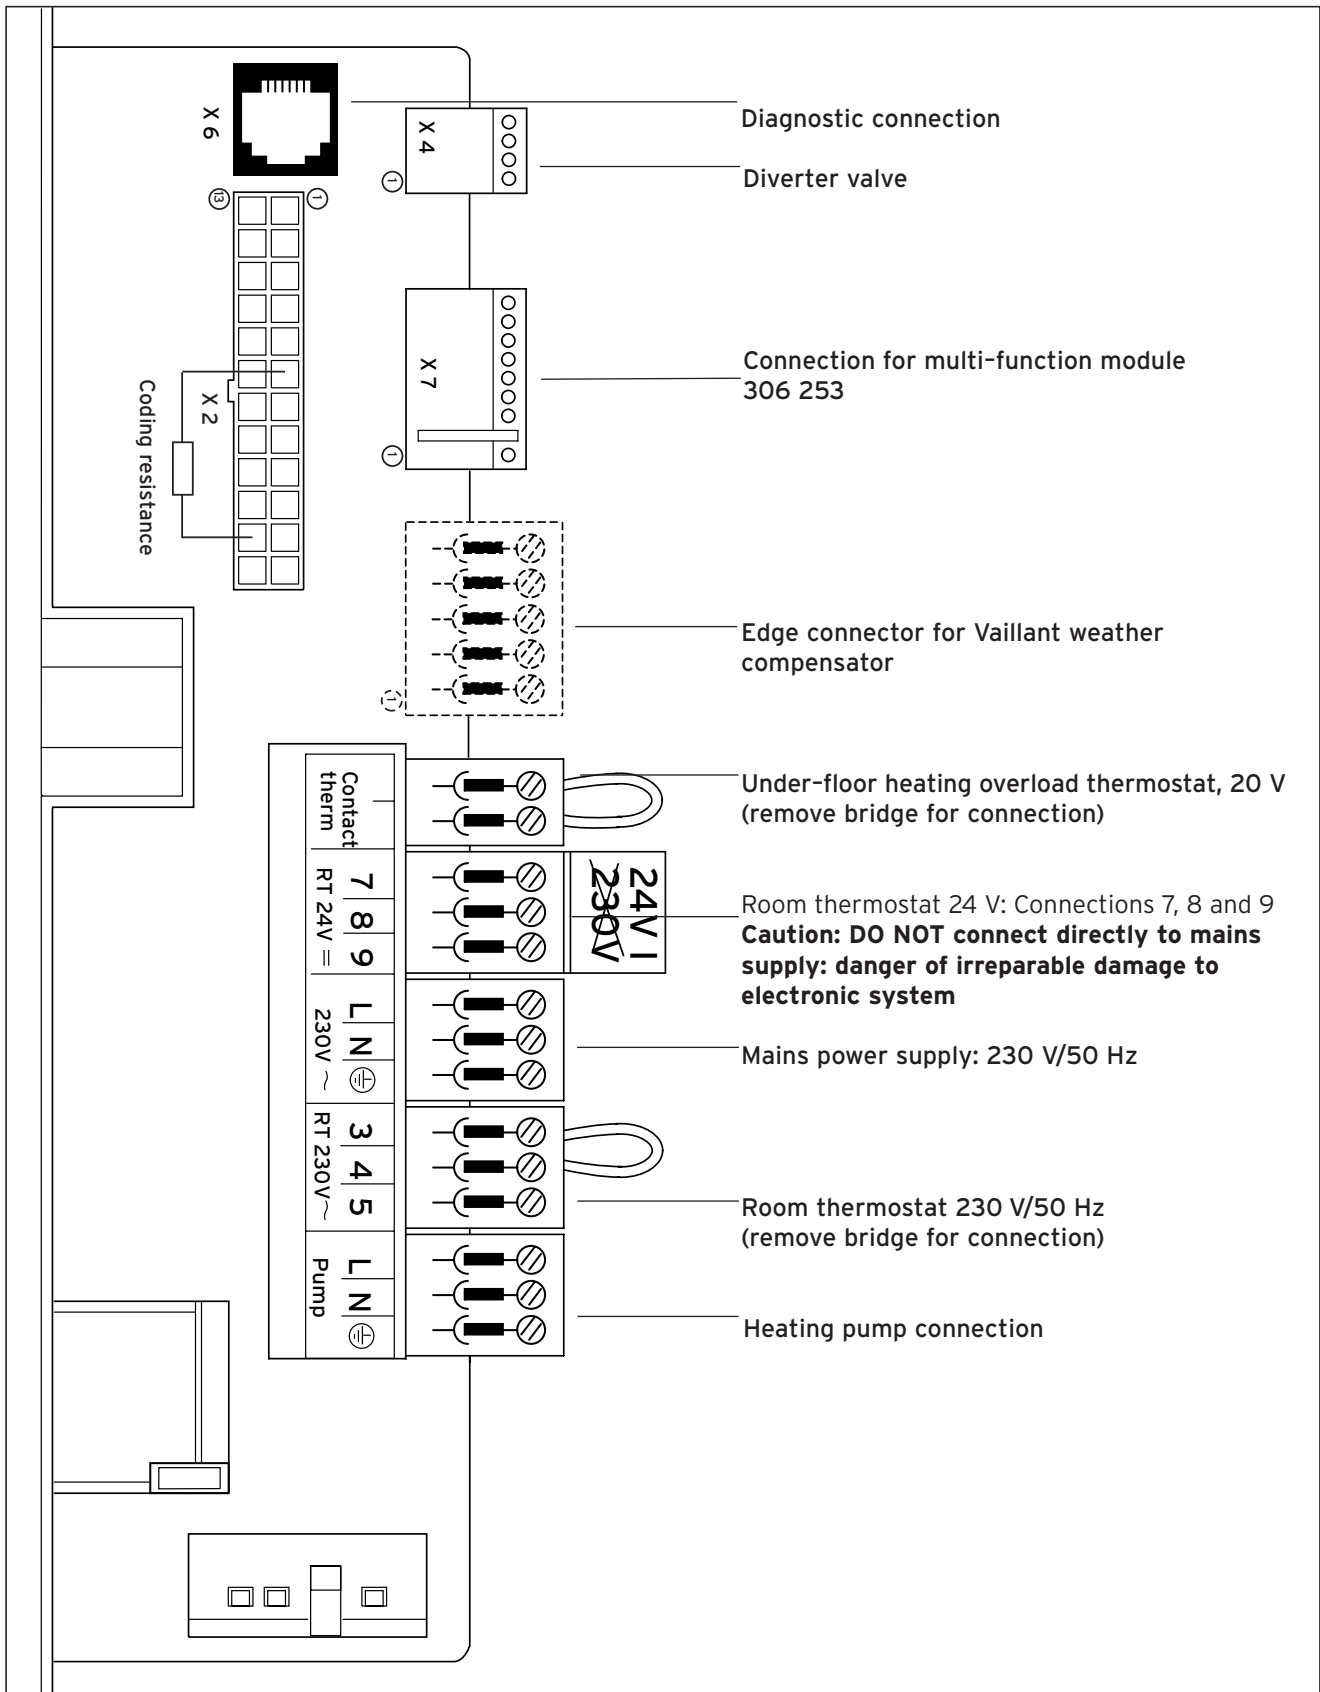 X 6
X 4
Diagnostic connection
1
Diverter valve
13
1
X 7
Connection for multi-function module
306 253
X 2
Coding resistance
1
Edge connector for Vaillant weather
compensator
1
Contact
therm
Under-floor heating overload thermostat, 20 V
(remove bridge for connection)
7 8 9
RT 24V =
24V !
230V
Room thermostat 24 V: Connections 7, 8 and 9
Caution: DO NOT connect directly to mains
supply: danger of irreparable damage to
electronic system
L N
230V ~
Mains power supply: 230 V/50 Hz
3 4 5
RT 230V~
Room thermostat 230 V/50 Hz
(remove bridge for connection)
L N
Pump
Heating pump connection